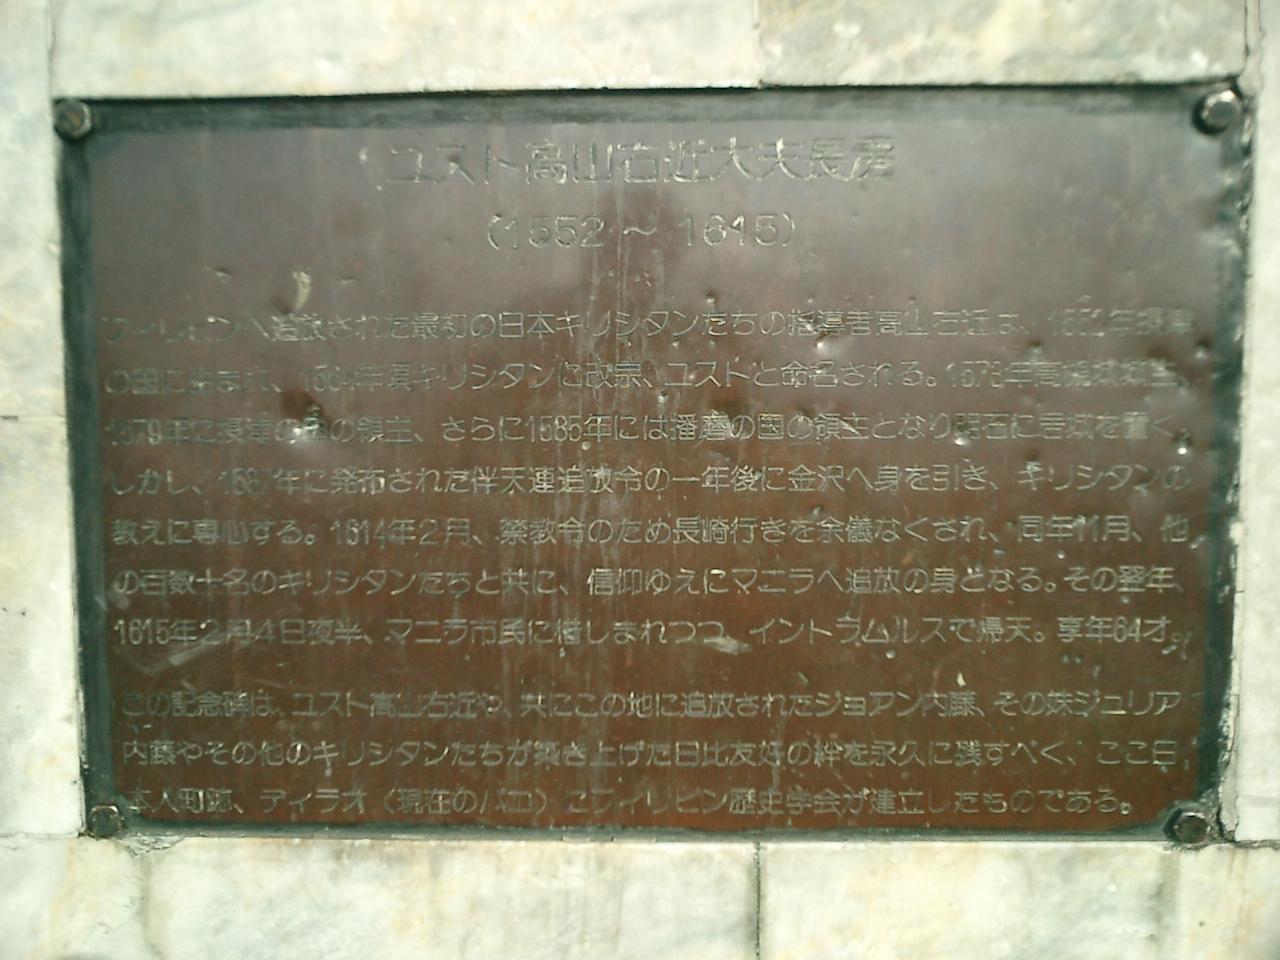 ユスト高山右近大夫長房
(1552～1615)
フィリピンへ追放された最初の日本キリシタンたちの指導者高山右近は、1552年摂津
の国に生まれ、1564年頃キリシタンに改宗、ユストと命名される。1573年高槻城城主、
1579年に摂津の国の領主、さらに1585年には播磨の国の領主となり明石に居城を置く。
しかし、1587年に発布された伴天連追放令の一年後に金沢へ身を引き、キリシタンの
教えに専心する。1614年2月、禁教令のため長崎行きを余儀なくされ、同年11月、他
の百数十名のキリシタンたちと共に、信仰ゆえにマニラへ追放の身となる。その翌年、
1615年2月4日夜半、マニラ市民に惜しまれつつ、イントラムルスで帰天。享年64才。
この記念碑は、ユスト高山右近や、共にこの地に追放されたジョアン内藤、その妹ジュリア
内藤やその他のキリシタンたちが築き上げた日比友好の絆を永久に残すべく、ここ日
本人町跡、ディラオ（現在のパコ）にフィリピン歴史学会が建立したものである。